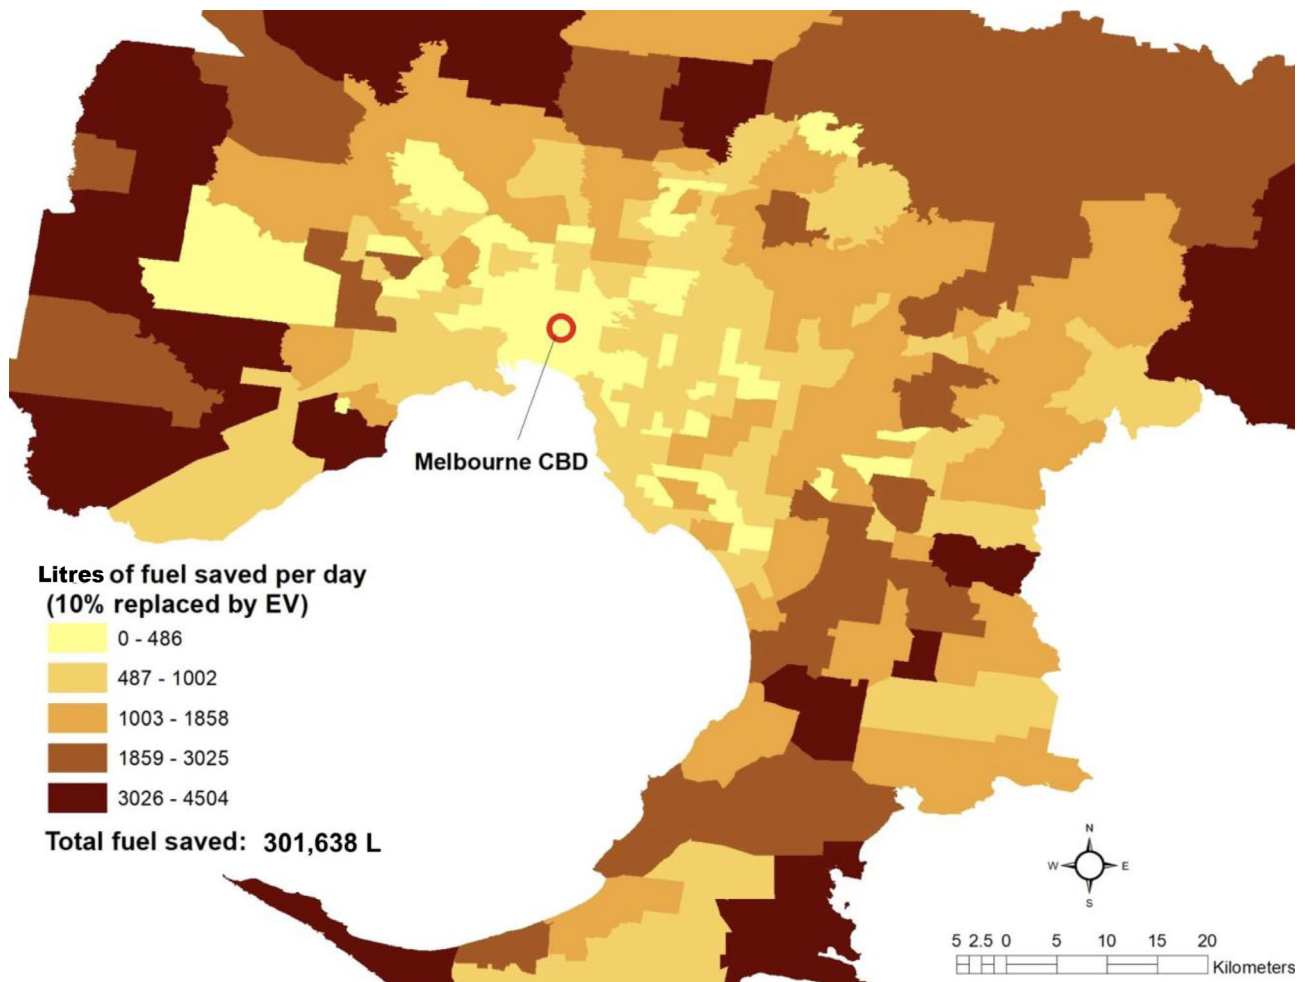 Melbourne CBD
Litres of fuel saved per day
(10% replaced by EV)
0 - 486
487 - 1002
1003 - 1858
1859 - 3025
3026 - 4504
Total fuel saved: 301,638 L
N
W E
S
5 2.5 0 5 10 15 20
Kilometers